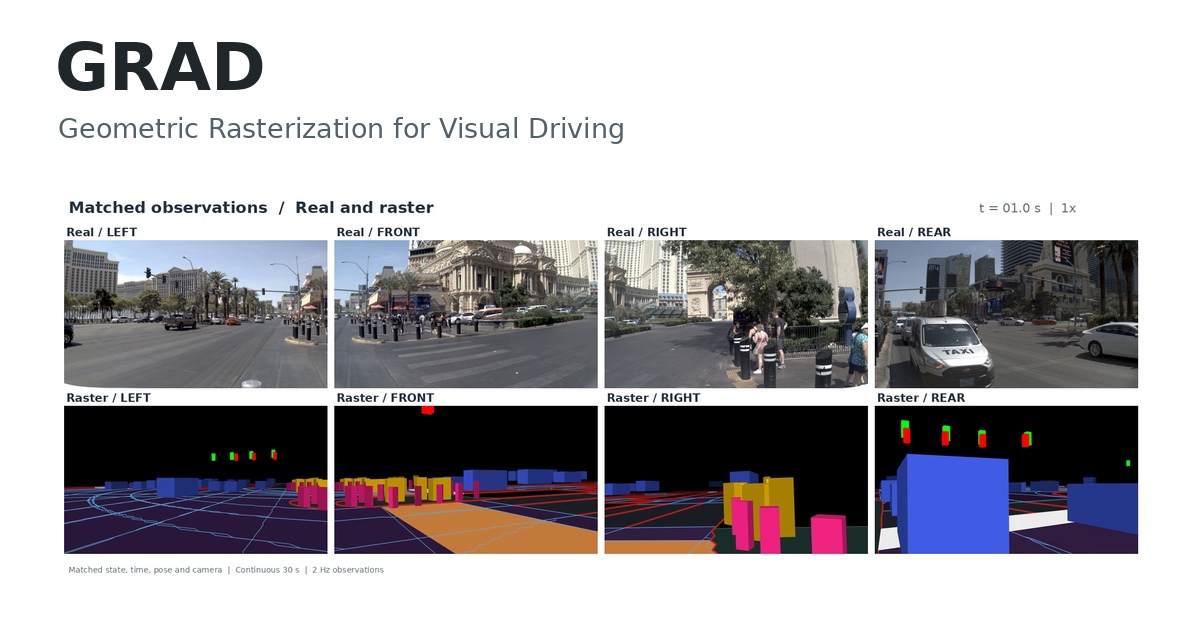 GRAD
Geometric Rasterization for Visual Driving
Matched observations / Real and raster
t = 01.0 s | 1x
Real / LEFT
Real / FRONT
Real / RIGHT
Real / REAR
TAXI
Raster / LEFT
Raster / FRONT
Raster / RIGHT
Raster / REAR
Matched state, time, pose and camera | Continuous 30 s | 2 Hz observations